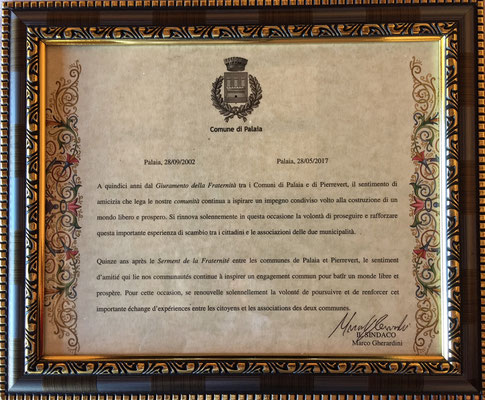 Comune di Palaia
Palaia, 28/09/2002 Palaia, 28/05/2017
A quindici anni dal Giuramento della Fraternità tra i Comuni di Palaia e di Pierrevert, il sentimento di
amicizia che lega le nostre comunità continua a ispirare un impegno condiviso volto alla costruzione di un
mondo libero e prospero. Si rinnova solennemente in questa occasione la volontà di proseguire e rafforzare
questa importante esperienza di scambio tra i cittadini e le associazioni delle due municipalità.
Quinze ans après le Serment de la Fraternité entre les communes de Palaia et Pierrevert, le sentiment
d'amitié qui lie nos communautés continue à inspirer un engagement commun pour batîr un monde libre et
prospère. Pour cette occasion, se renouvelle solennellement la volonté de poursuivre et de renforcer cet
importante échange d'expériences entre les citoyens et les associations des deux communes.
IL SINDACO
Marco Gherardini